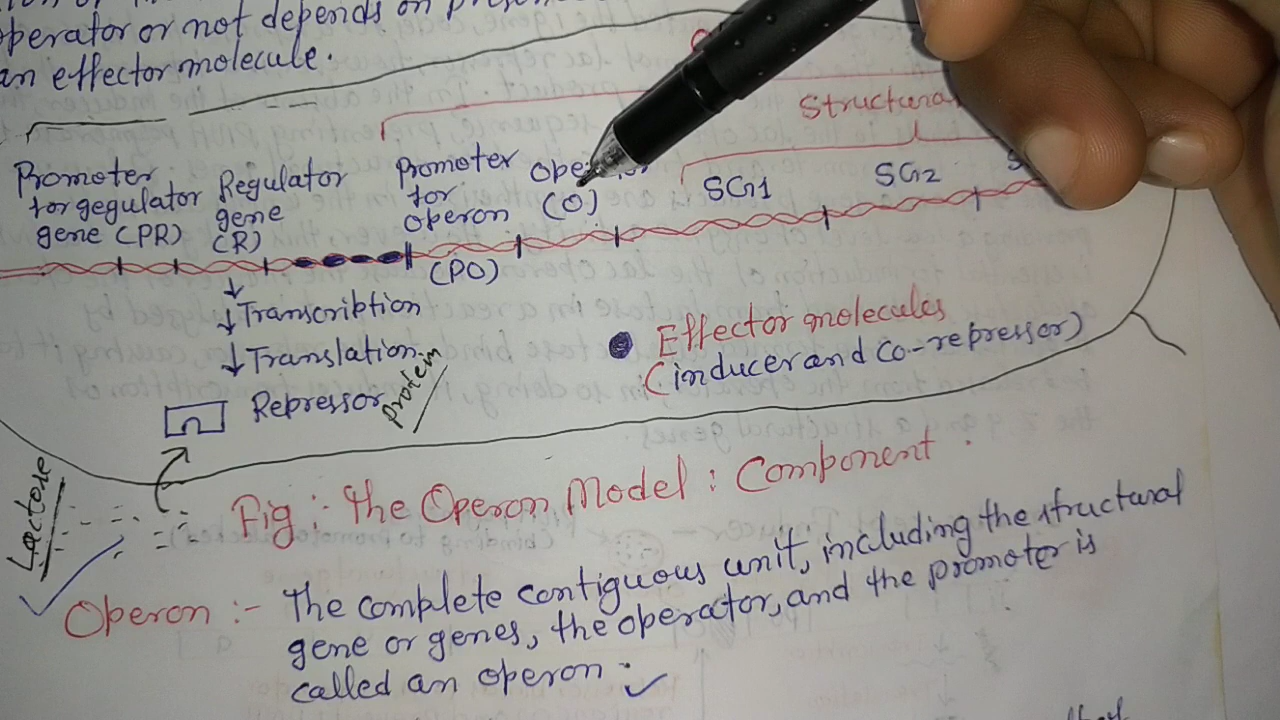 operator or not depends on
an effector molecule.
Structural
Promoter
for gegulator
gene (PR)
Regulator
gene
(R)
Promoter
for
operon
(PO)
(O)
SG1
SG2
Transcription
Translation
Repressor
Protein
Effector molecules
(inducer and Co-repressor)
Lactose
Fig :- The Operon Model : Component .
Operon :- The complete contiguous unit, including the structural
gene or genes, the operator, and the promoter is
called an operon .